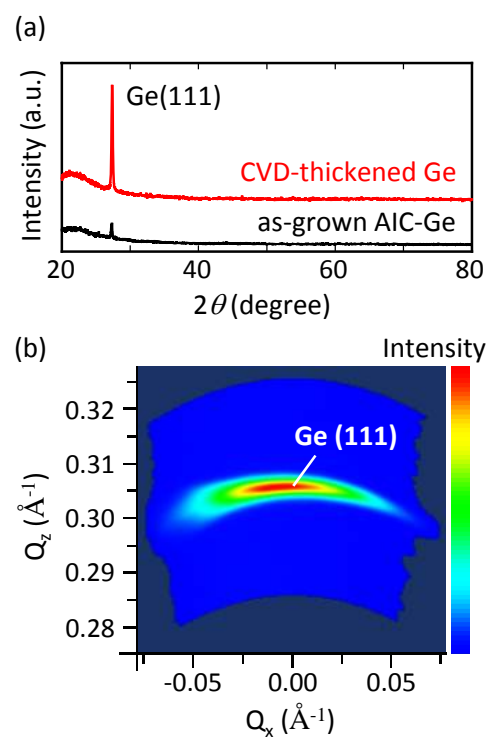 (a)
Intensity (a.u.)
Ge(111)
CVD-thickened Ge
as-grown AIC-Ge
20 40 60 80
2θ (degree)
(b)
Intensity
Qz (Å-1)
0.32
0.31
0.30
0.29
0.28
Ge (111)
-0.05 0.00 0.05
Qx (Å-1)